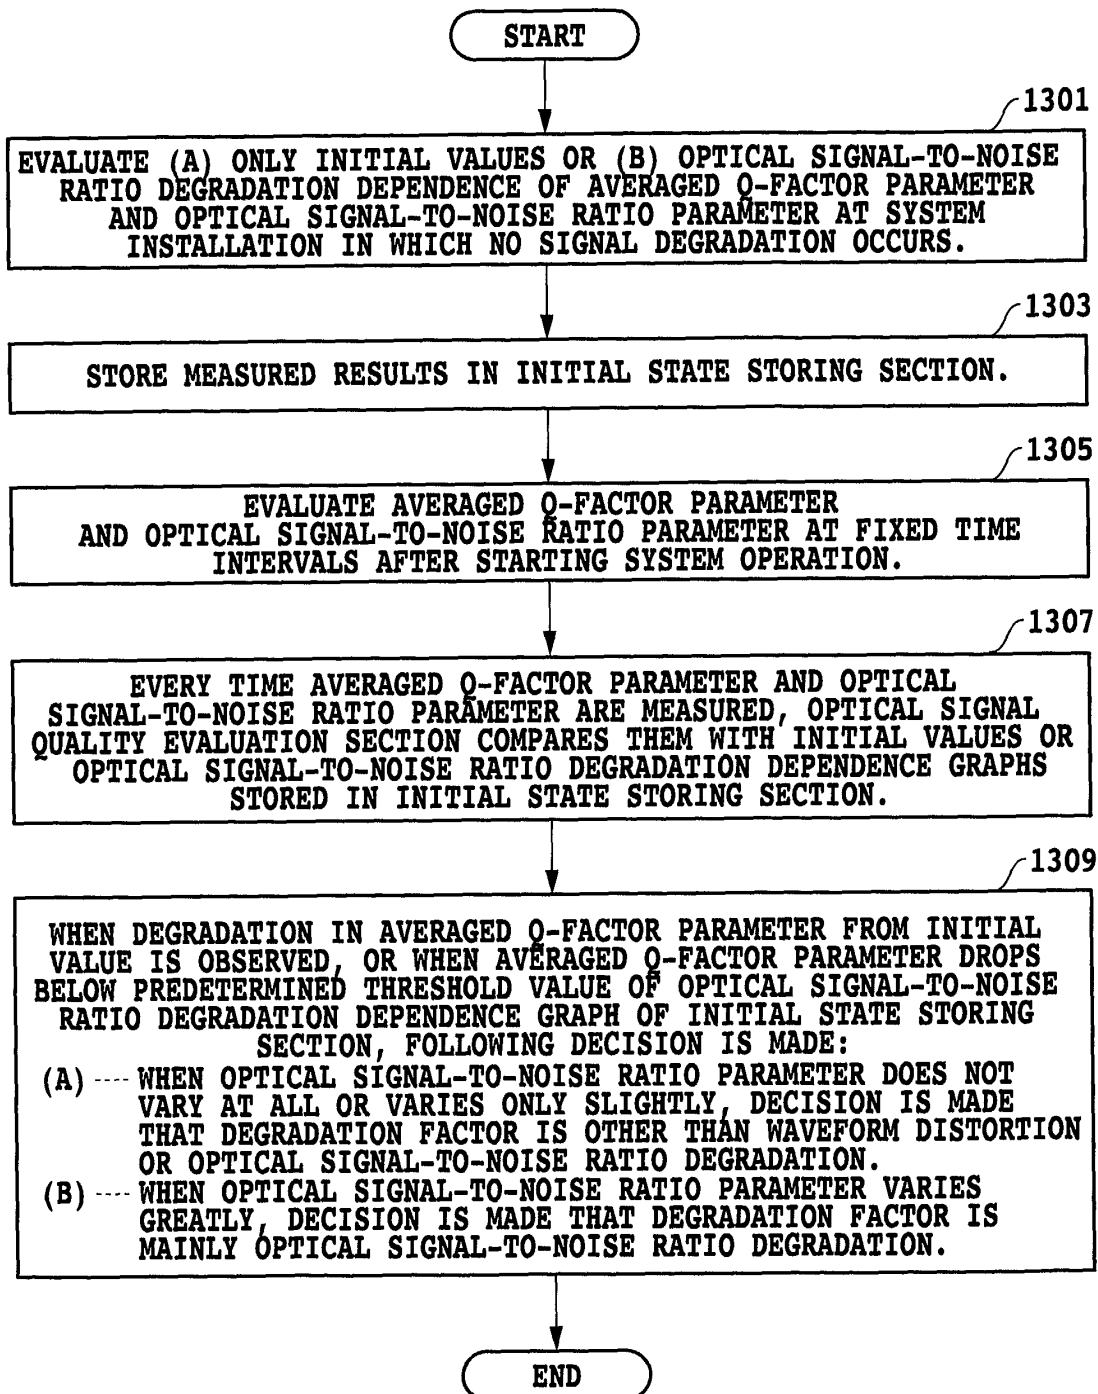 START
1301
EVALUATE (A) ONLY INITIAL VALUES OR (B) OPTICAL SIGNAL-TO-NOISE
RATIO DEGRADATION DEPENDENCE OF AVERAGED Q-FACTOR PARAMETER
AND OPTICAL SIGNAL-TO-NOISE RATIO PARAMETER AT SYSTEM
INSTALLATION IN WHICH NO SIGNAL DEGRADATION OCCURS.
1303
STORE MEASURED RESULTS IN INITIAL STATE STORING SECTION.
1305
EVALUATE AVERAGED Q-FACTOR PARAMETER
AND OPTICAL SIGNAL-TO-NOISE RATIO PARAMETER AT FIXED TIME
INTERVALS AFTER STARTING SYSTEM OPERATION.
1307
EVERY TIME AVERAGED Q-FACTOR PARAMETER AND OPTICAL
SIGNAL-TO-NOISE RATIO PARAMETER ARE MEASURED, OPTICAL SIGNAL
QUALITY EVALUATION SECTION COMPARES THEM WITH INITIAL VALUES OR
OPTICAL SIGNAL-TO-NOISE RATIO DEGRADATION DEPENDENCE GRAPHS
STORED IN INITIAL STATE STORING SECTION.
1309
WHEN DEGRADATION IN AVERAGED Q-FACTOR PARAMETER FROM INITIAL
VALUE IS OBSERVED, OR WHEN AVERAGED Q-FACTOR PARAMETER DROPS
BELOW PREDETERMINED THRESHOLD VALUE OF OPTICAL SIGNAL-TO-NOISE
RATIO DEGRADATION DEPENDENCE GRAPH OF INITIAL STATE STORING
SECTION, FOLLOWING DECISION IS MADE:
(A) ---- WHEN OPTICAL SIGNAL-TO-NOISE RATIO PARAMETER DOES NOT
VARY AT ALL OR VARIES ONLY SLIGHTLY, DECISION IS MADE
THAT DEGRADATION FACTOR IS OTHER THAN WAVEFORM DISTORTION
OR OPTICAL SIGNAL-TO-NOISE RATIO DEGRADATION.
(B) ---- WHEN OPTICAL SIGNAL-TO-NOISE RATIO PARAMETER VARIES
GREATLY, DECISION IS MADE THAT DEGRADATION FACTOR IS
MAINLY OPTICAL SIGNAL-TO-NOISE RATIO DEGRADATION.
END